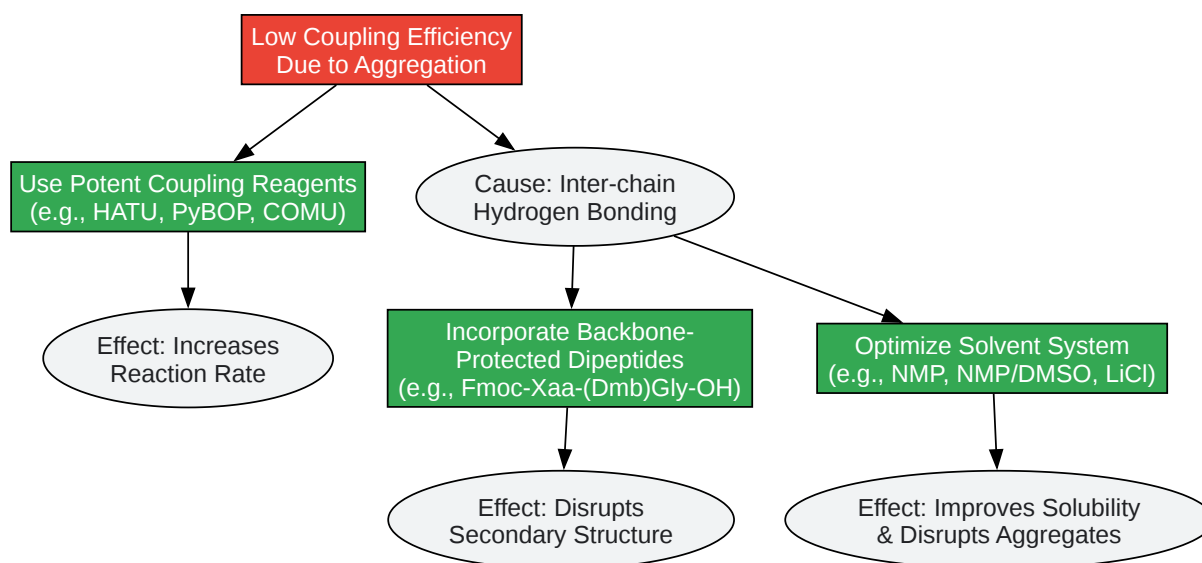 Low Coupling Efficiency
Due to Aggregation
Use Potent Coupling Reagents
(e.g., HATU, PyBOP, COMU)
Cause: Inter-chain
Hydrogen Bonding
Effect: Increases
Reaction Rate
Incorporate Backbone-
Protected Dipeptides
(e.g., Fmoc-Xaa-(Dmb)Gly-OH)
Optimize Solvent System
(e.g., NMP, NMP/DMSO, LiCl)
Effect: Disrupts
Secondary Structure
Effect: Improves Solubility
& Disrupts Aggregates